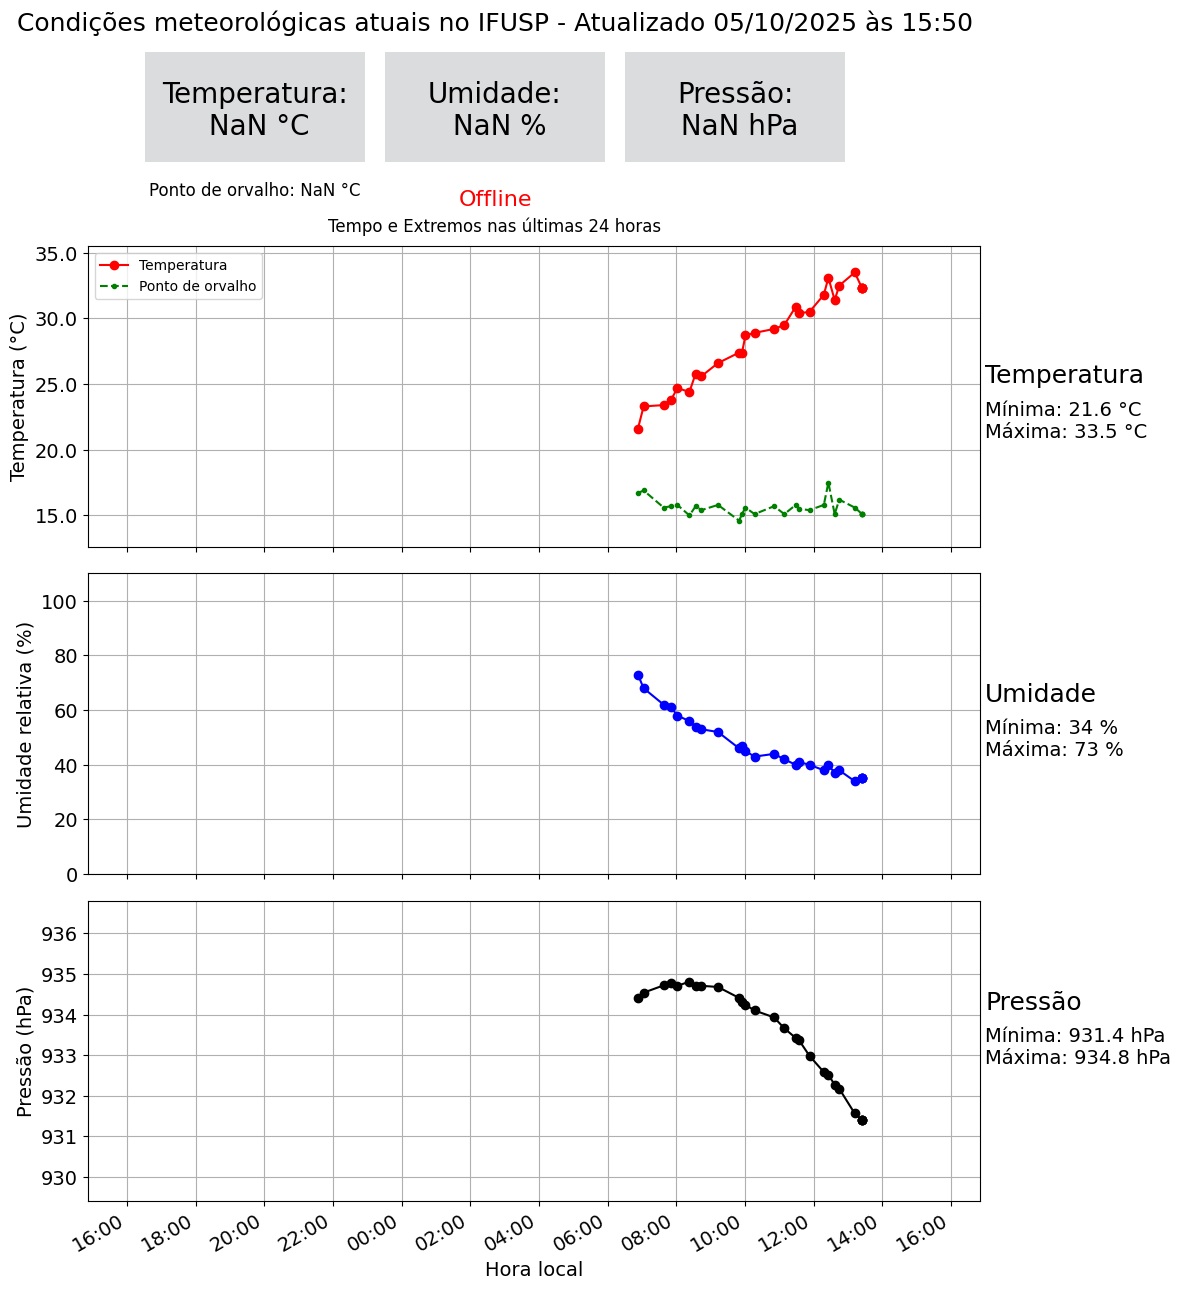 Condições meteorológicas atuais no IFUSP - Atualizado 05/10/2025 às 15:50
Temperatura:
NaN °C
Umidade:
NaN %
Pressão:
NaN hPa
Ponto de orvalho: NaN °C
Offline
Tempo e Extremos nas últimas 24 horas
Temperatura (°C)
35.0
30.0
25.0
20.0
15.0
Temperatura
Ponto de orvalho
Temperatura
Mínima: 21.6 °C
Máxima: 33.5 °C
Umidade relativa (%)
100
80
60
40
20
0
Umidade
Mínima: 34 %
Máxima: 73 %
Pressão (hPa)
936
935
934
933
932
931
930
Pressão
Mínima: 931.4 hPa
Máxima: 934.8 hPa
16:00 18:00 20:00 22:00 00:00 02:00 04:00 06:00 08:00 10:00 12:00 14:00 16:00
Hora local